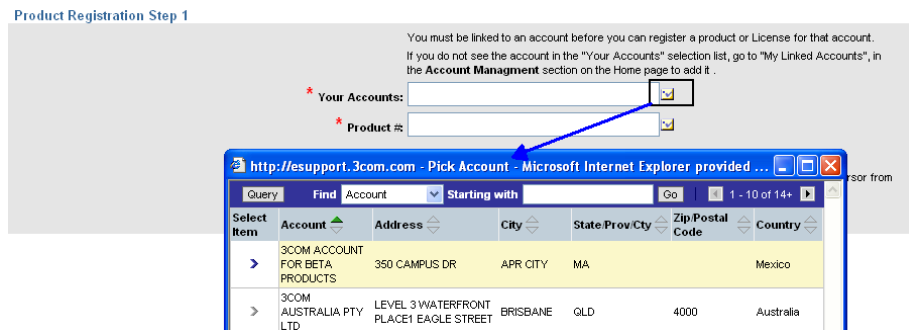 Product Registration Step 1
You must be linked to an account before you can register a product or License for that account.
If you do not see the account in the "Your Accounts" selection list, go to "My Linked Accounts", in
the Account Managment section on the Home page to add it .
* Your Accounts:
* Product #:
http://esupport.3com.com - Pick Account - Microsoft Internet Explorer provided ...
rsor from
Query Find Account Starting with Go 1 - 10 of 14+
Select Item Account Address City State/Prov/Cty Zip/Postal Code Country
3COM ACCOUNT
FOR BETA
PRODUCTS
350 CAMPUS DR APR CITY MA Mexico
3COM
AUSTRALIA PTY
LTD
LEVEL 3 WATERFRONT
PLACE1 EAGLE STREET
BRISBANE QLD 4000 Australia